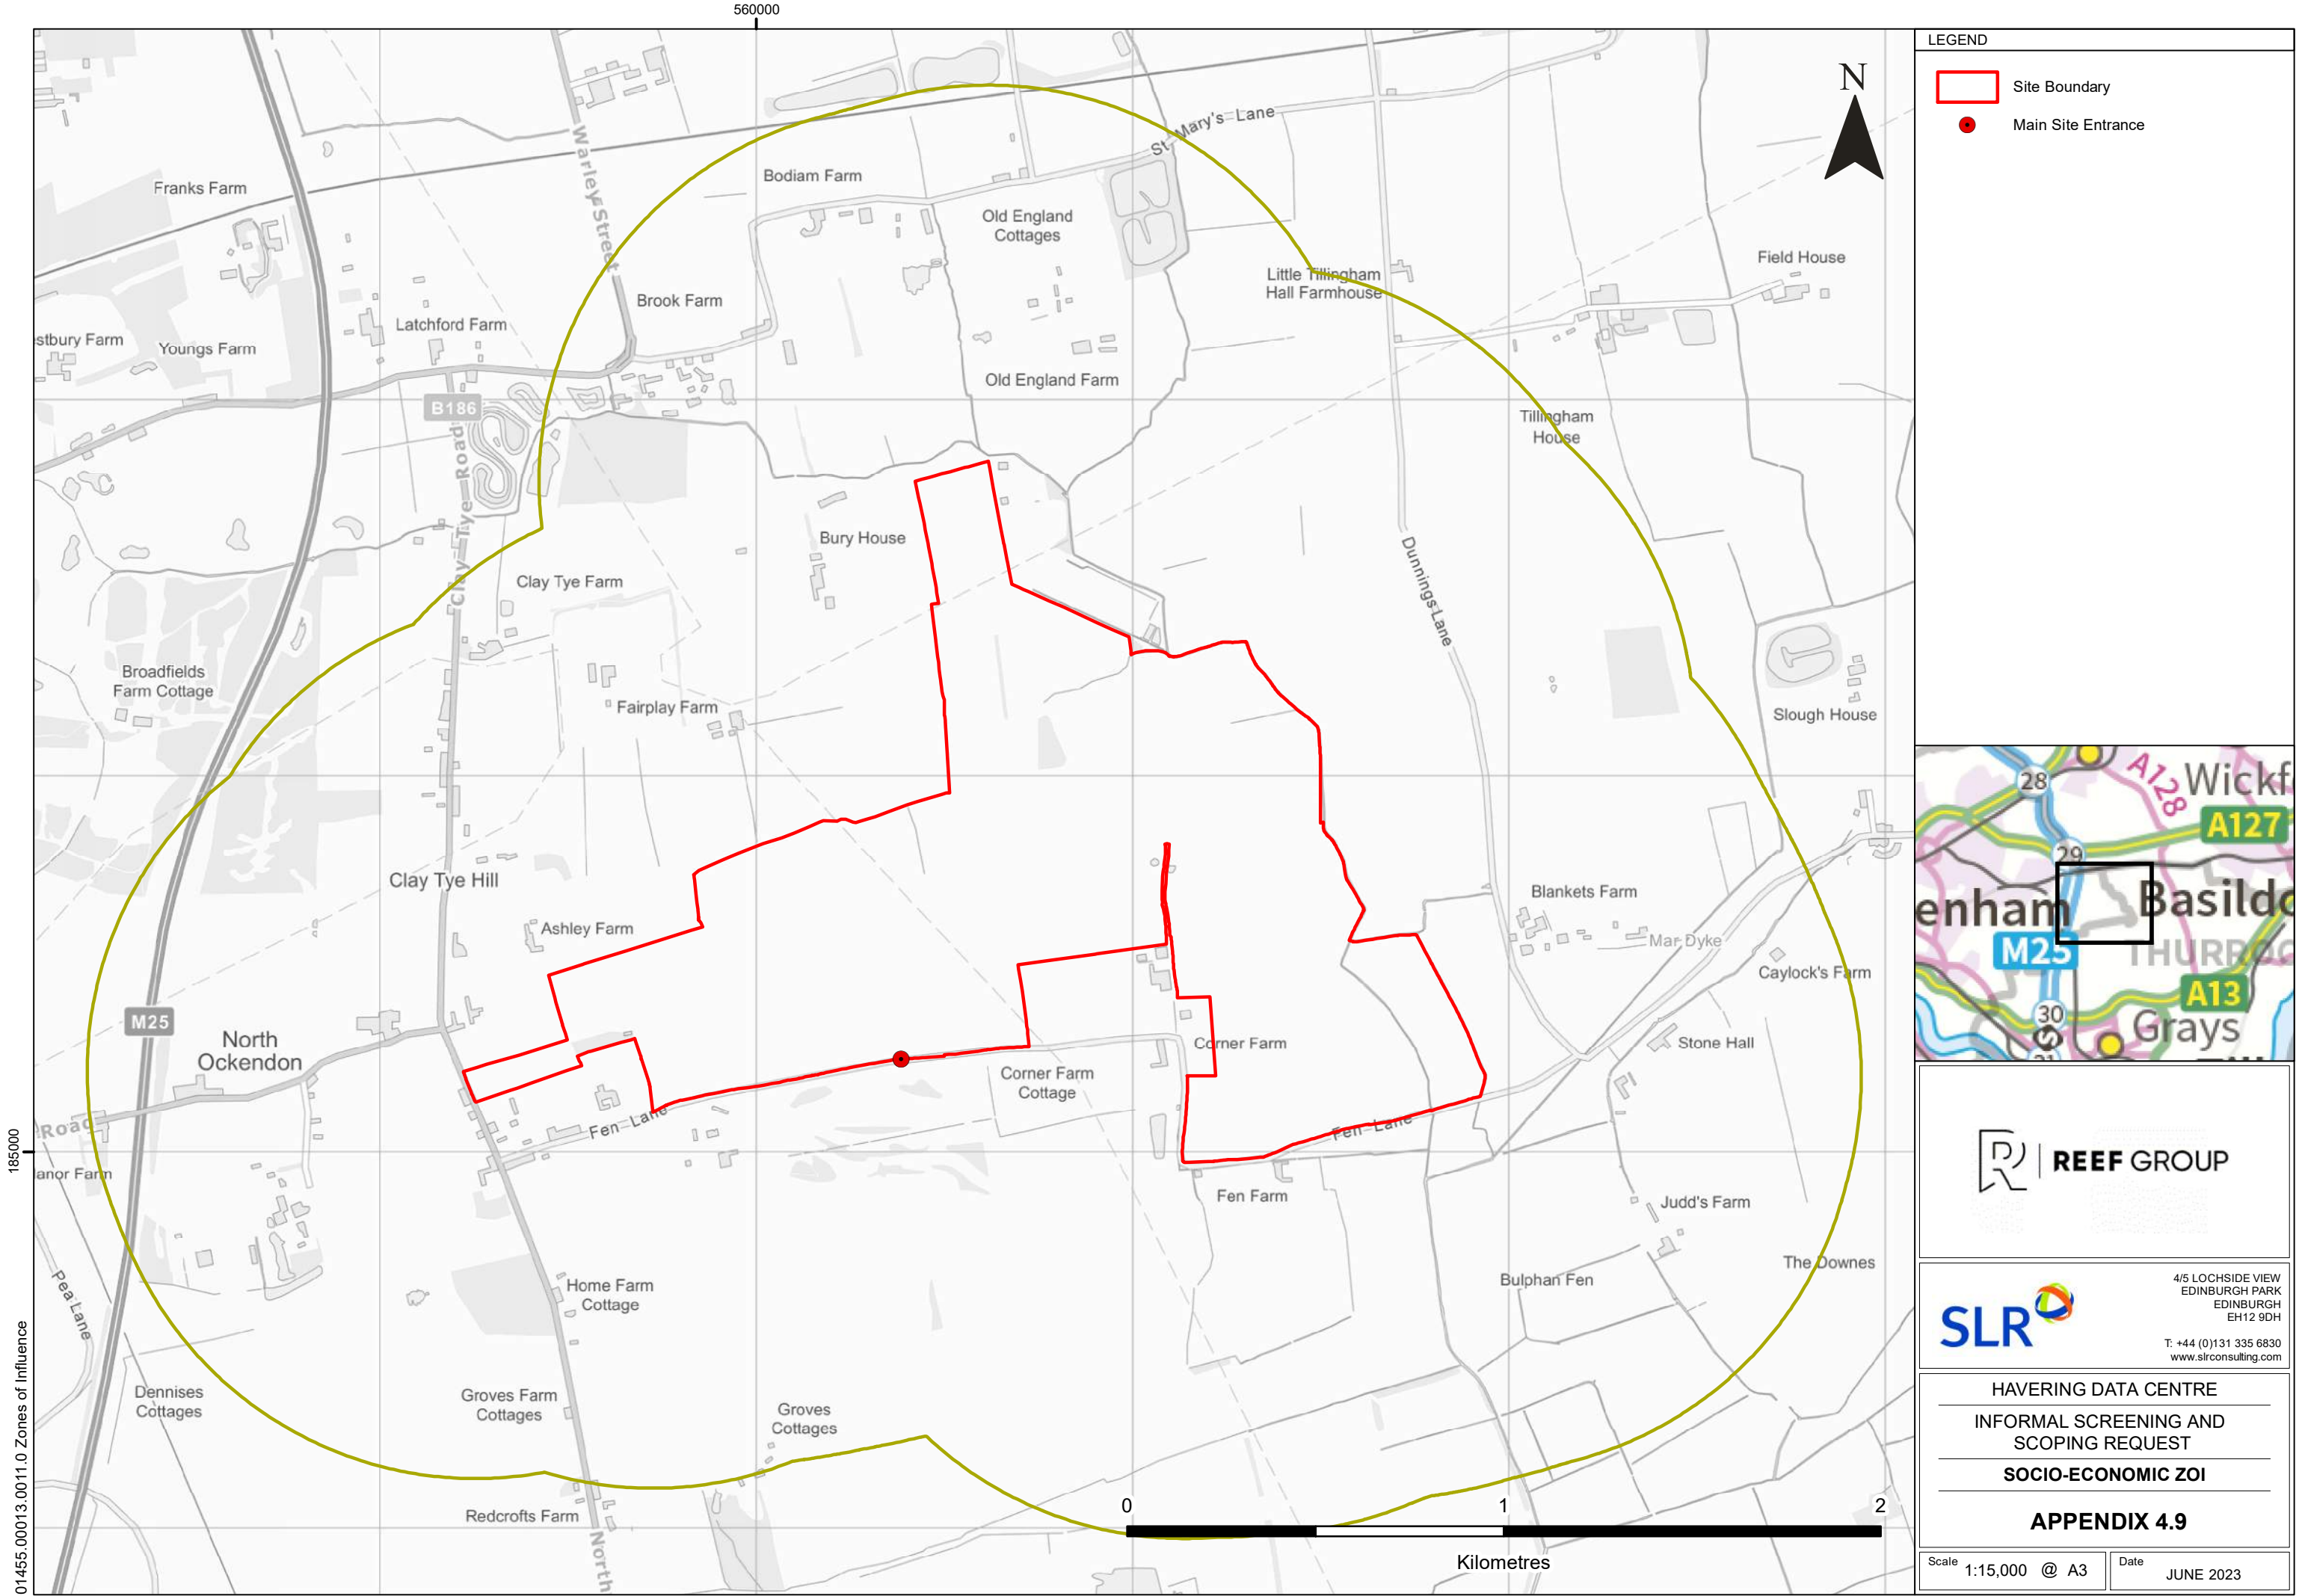 560000
185000
01455.00013.0011.0 Zones of Influence
N
Warley Street
St Mary's Lane
Franks Farm
Bodiam Farm
Old England
Cottages
Little Tillingham
Hall Farmhouse
Field House
Brook Farm
Latchford Farm
stbury Farm
Youngs Farm
Old England Farm
B186
Clay Tye Road
Tillingham
House
Bury House
Dunnings Lane
Clay Tye Farm
Broadfields
Farm Cottage
Fairplay Farm
Slough House
Clay Tye Hill
Blankets Farm
Ashley Farm
Mar Dyke
Caylock's Farm
M25
North
Ockendon
Corner Farm
Stone Hall
Corner Farm
Cottage
Road
Fen Lane
Fen Lane
anor Farm
Fen Farm
Judd's Farm
Pea Lane
The Downes
Bulphan Fen
Home Farm
Cottage
Dennises
Cottages
Groves Farm
Cottages
Groves
Cottages
Redcrofts Farm
North
0 1 2
Kilometres
LEGEND
Site Boundary
Main Site Entrance
28
A128
Wickf
A127
29
enham
Basildo
M25
THURROC
A13
30
S
Grays
31
REEF GROUP
SLR
4/5 LOCHSIDE VIEW
EDINBURGH PARK
EDINBURGH
EH12 9DH
T: +44 (0)131 335 6830
www.slrconsulting.com
HAVERING DATA CENTRE
INFORMAL SCREENING AND
SCOPING REQUEST
SOCIO-ECONOMIC ZOI
APPENDIX 4.9
Scale 1:15,000 @ A3
Date JUNE 2023